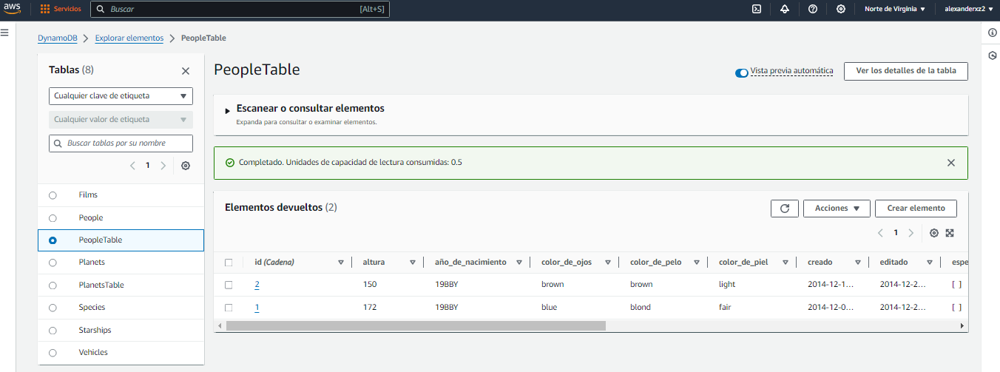 aws Servicios Buscar [Alt+S] Norte de Virginia alexanderxz2
DynamoDB Explorar elementos PeopleTable
Tablas (8)
Cualquier clave de etiqueta
Cualquier valor de etiqueta
Buscar tablas por su nombre
1
Films
People
PeopleTable
Planets
PlanetsTable
Species
Starships
Vehicles
PeopleTable
Vista previa automática
Ver los detalles de la tabla
Escanear o consultar elementos
Expanda para consultar o examinar elementos.
Completado. Unidades de capacidad de lectura consumidas: 0.5
Elementos devueltos (2)
Acciones
Crear elemento
1
id (Cadena) altura año_de_nacimiento color_de_ojos color_de_pelo color_de_piel creado editado espe
2 150 19BBY brown brown light 2014-12-1... 2014-12-2... [ ]
1 172 19BBY blue blond fair 2014-12-0... 2014-12-2... [ ]